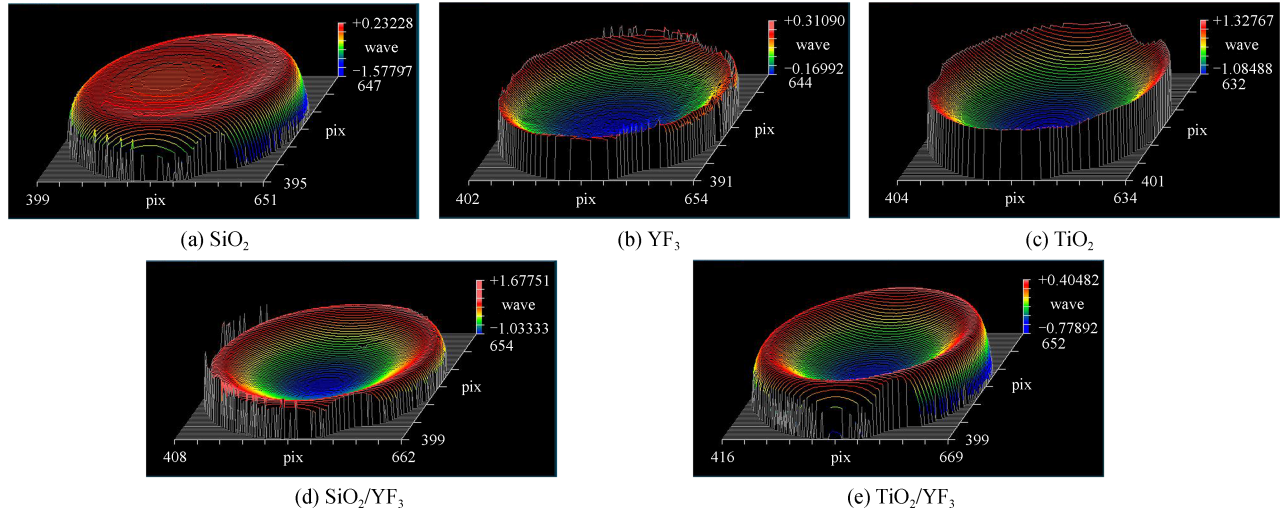 +0.23228
wave
−1.57797
647
pix
395
399
pix
651
(a) SiO₂
+0.31090
wave
−0.16992
644
pix
391
402
pix
654
(b) YF₃
+1.32767
wave
−1.08488
632
pix
401
404
pix
634
(c) TiO₂
+1.67751
wave
−1.03333
654
pix
399
408
pix
662
(d) SiO₂/YF₃
+0.40482
wave
−0.77892
652
pix
399
416
pix
669
(e) TiO₂/YF₃